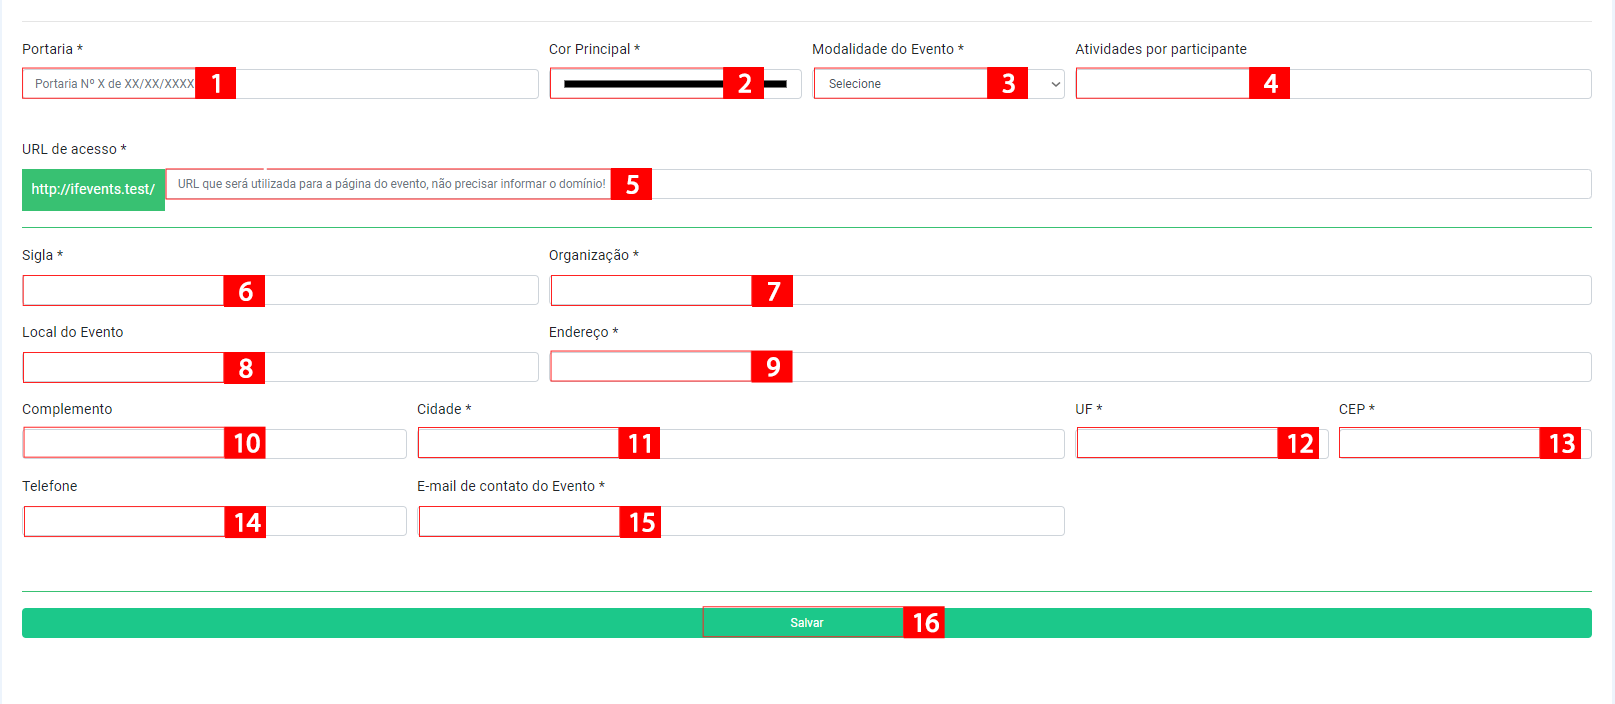 Portaria * Cor Principal * Modalidade do Evento * Atividades por participante
Portaria Nº X de XX/XX/XXXX 1 2 Selecione 3 4
URL de acesso *
http://ifevents.test/ URL que será utilizada para a página do evento, não precisar informar o domínio! 5
Sigla * Organização *
6 7
Local do Evento Endereço *
8 9
Complemento Cidade * UF * CEP *
10 11 12 13
Telefone E-mail de contato do Evento *
14 15
Salvar 16